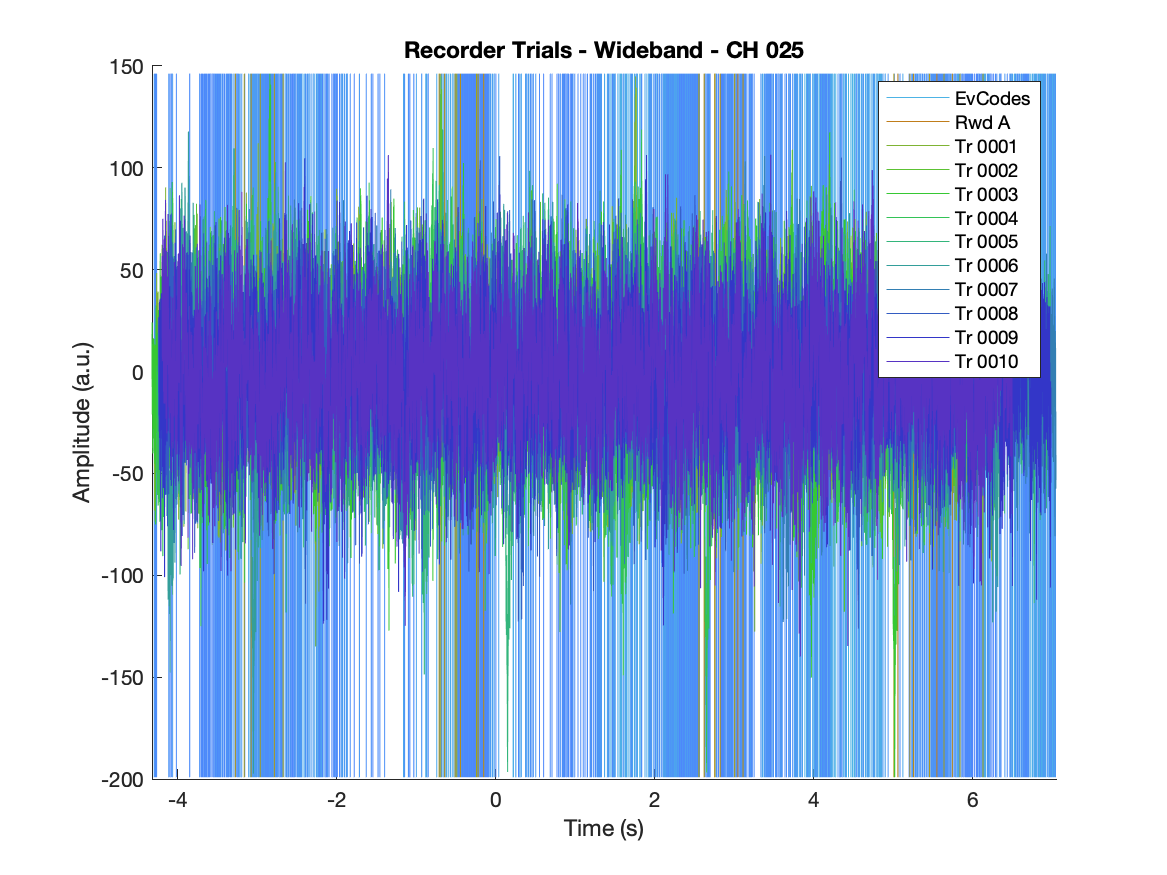 Recorder Trials - Wideband - CH 025
150
100
50
0
-50
-100
-150
-200
Amplitude (a.u.)
EvCodes
Rwd A
Tr 0001
Tr 0002
Tr 0003
Tr 0004
Tr 0005
Tr 0006
Tr 0007
Tr 0008
Tr 0009
Tr 0010
-4 -2 0 2 4 6
Time (s)